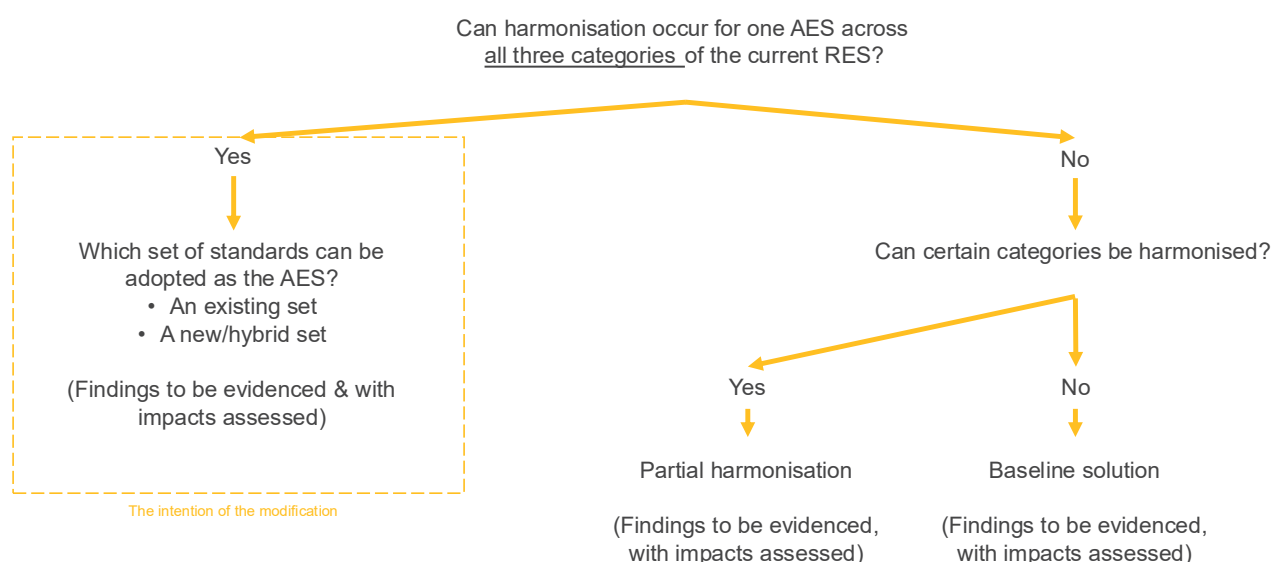 Can harmonisation occur for one AES across
all three categories of the current RES?
Yes
Which set of standards can be
adopted as the AES?
• An existing set
• A new/hybrid set
(Findings to be evidenced & with
impacts assessed)
The intention of the modification
No
Can certain categories be harmonised?
Yes
Partial harmonisation
(Findings to be evidenced,
with impacts assessed)
No
Baseline solution
(Findings to be evidenced,
with impacts assessed)